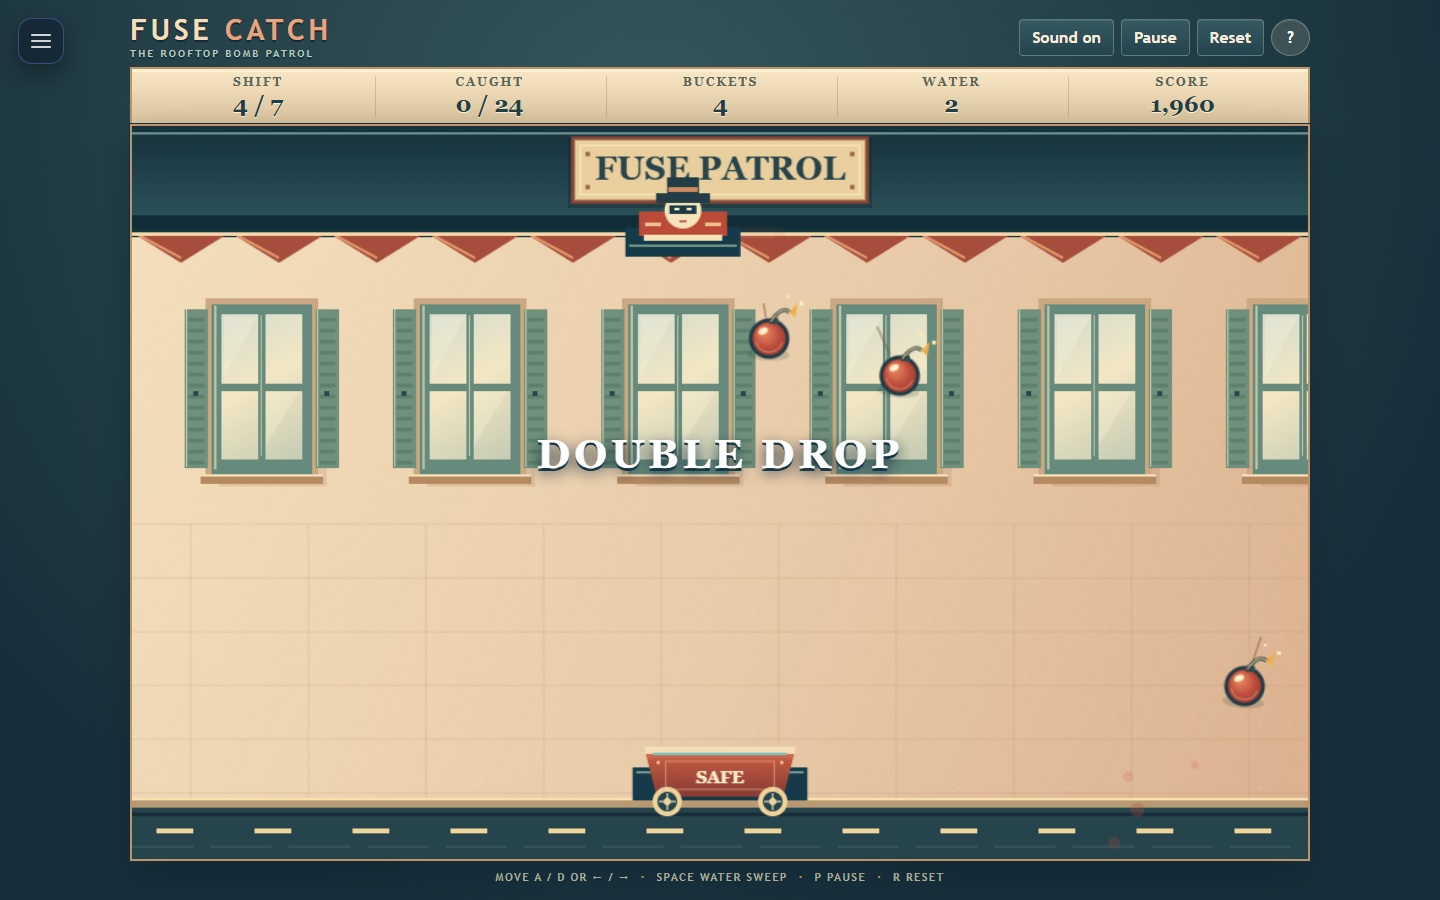 FUSE CATCH
THE ROOFTOP BOMB PATROL
Sound on
Pause
Reset
?
SHIFT
4 / 7
CAUGHT
0 / 24
BUCKETS
4
WATER
2
SCORE
1,960
FUSE PATROL
DOUBLE DROP
SAFE
MOVE A / D OR ← / → · SPACE WATER SWEEP · P PAUSE · R RESET